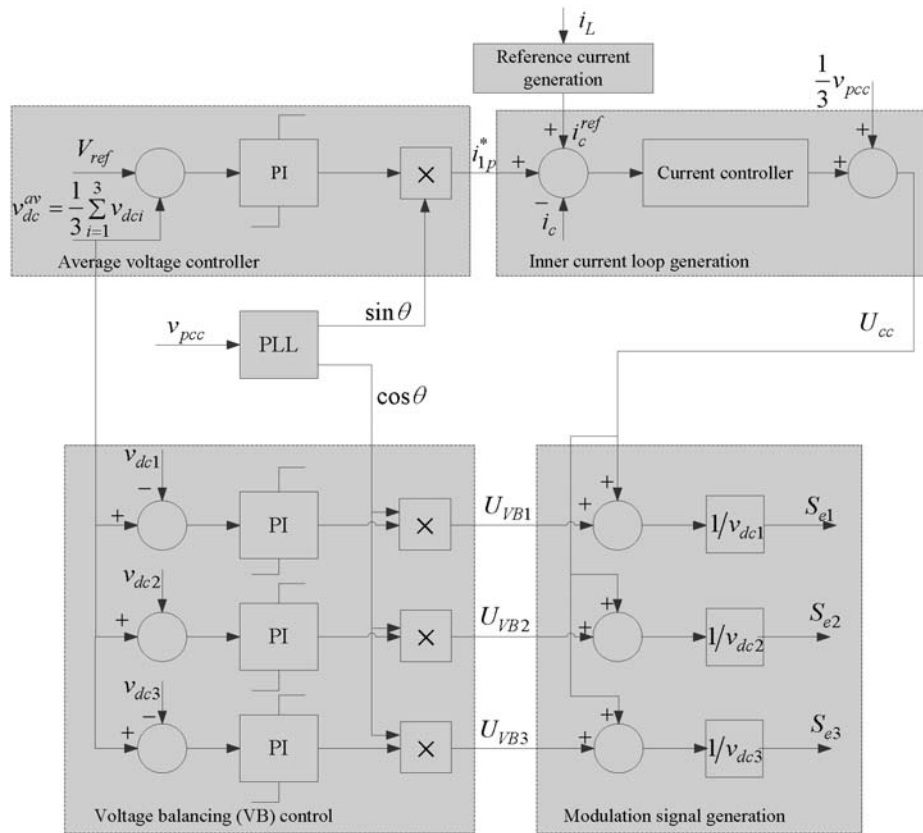 i_L
Reference current
generation
1/3 v_pcc
V_ref
PI
×
i*_1p
+
+
i_c^ref
−
i_c
Current controller
+
+
v_dc^av = 1/3 ∑_{i=1}^{3} v_dci
Average voltage controller
Inner current loop generation
sin θ
v_pcc
PLL
U_cc
cos θ
v_dc1
−
+
PI
×
U_VB1
+
+
1/v_dc1
S_e1
v_dc2
+
PI
×
U_VB2
+
+
1/v_dc2
S_e2
v_dc3
−
+
PI
×
U_VB3
+
+
1/v_dc3
S_e3
Voltage balancing (VB) control
Modulation signal generation